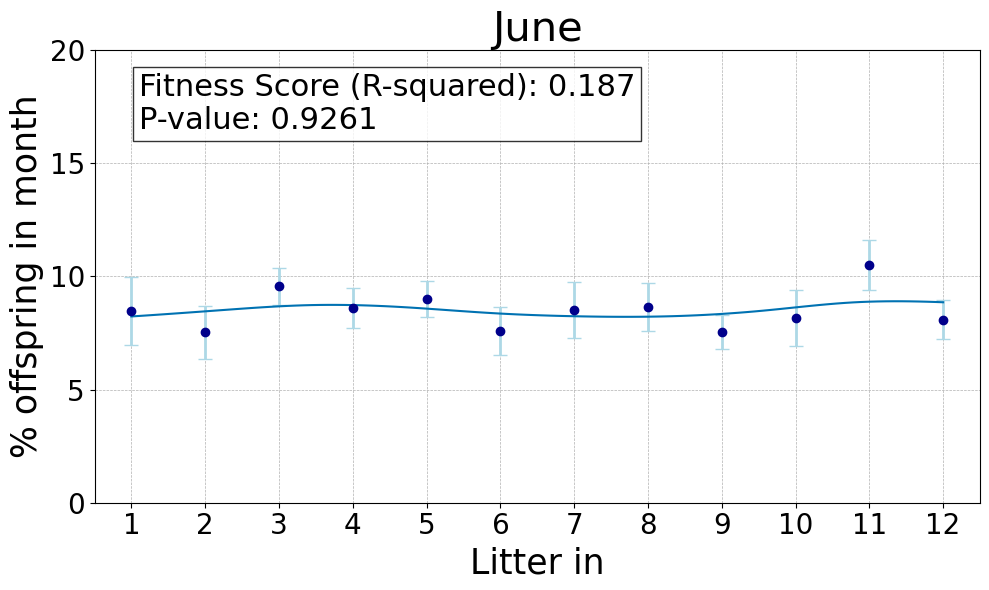 June
Fitness Score (R-squared): 0.187
P-value: 0.9261
% offspring in month
20
15
10
5
0
1 2 3 4 5 6 7 8 9 10 11 12
Litter in